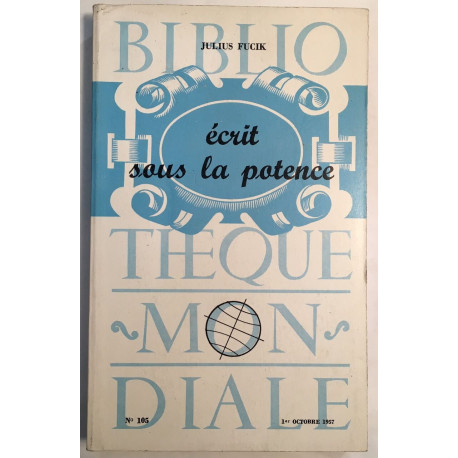 BIBLIO
JULIUS FUCIK
écrit
sous la potence
THEQUE
MON
DIALE
N° 105
1er OCTOBRE 1957